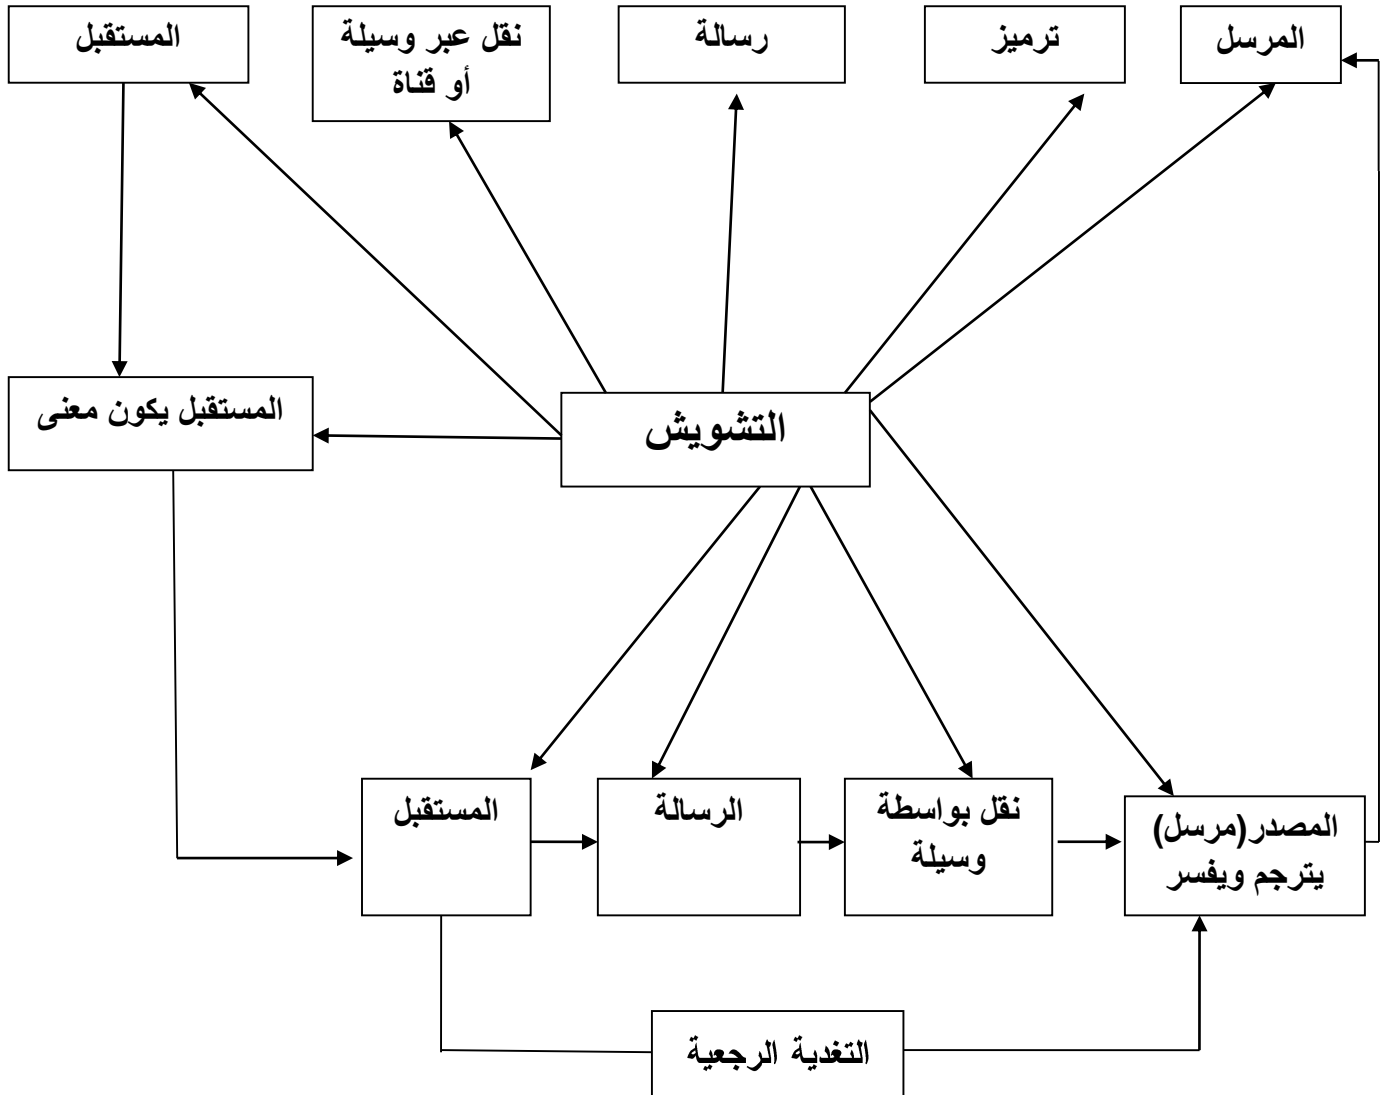 المرسل
ترميز
رسالة
نقل عبر وسيلة
أو قناة
المستقبل
المستقبل يكون معنى
التشويش
المستقبل
الرسالة
نقل بواسطة
وسيلة
المصدر(مرسل)
يترجم ويفسر
التغدية الرجعية